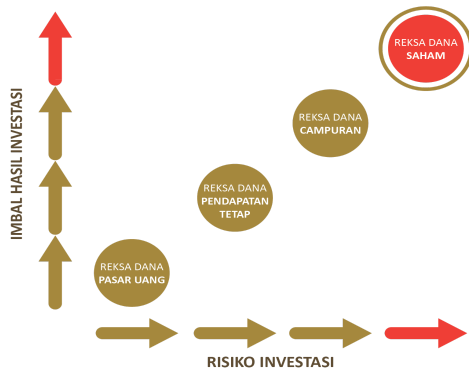 REKSA DANA
SAHAM
REKSA DANA
CAMPURAN
REKSA DANA
PENDAPATAN
TETAP
REKSA DANA
PASAR UANG
IMBAL HASIL INVESTASI
RISIKO INVESTASI